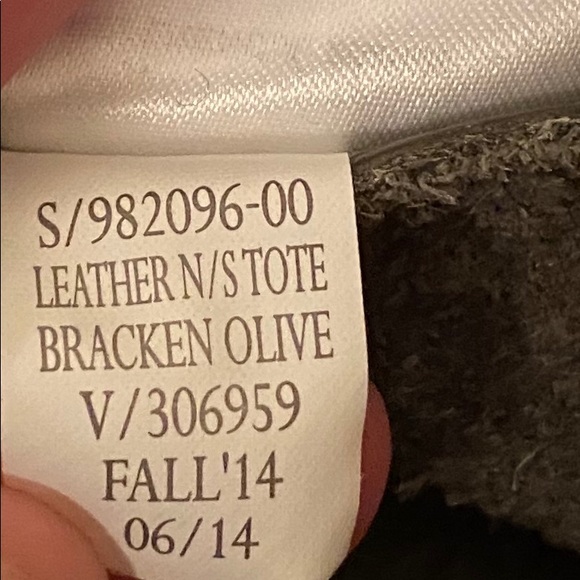 S/982096-00
LEATHER N/S TOTE
BRACKEN OLIVE
V/306959
FALL'14
06/14